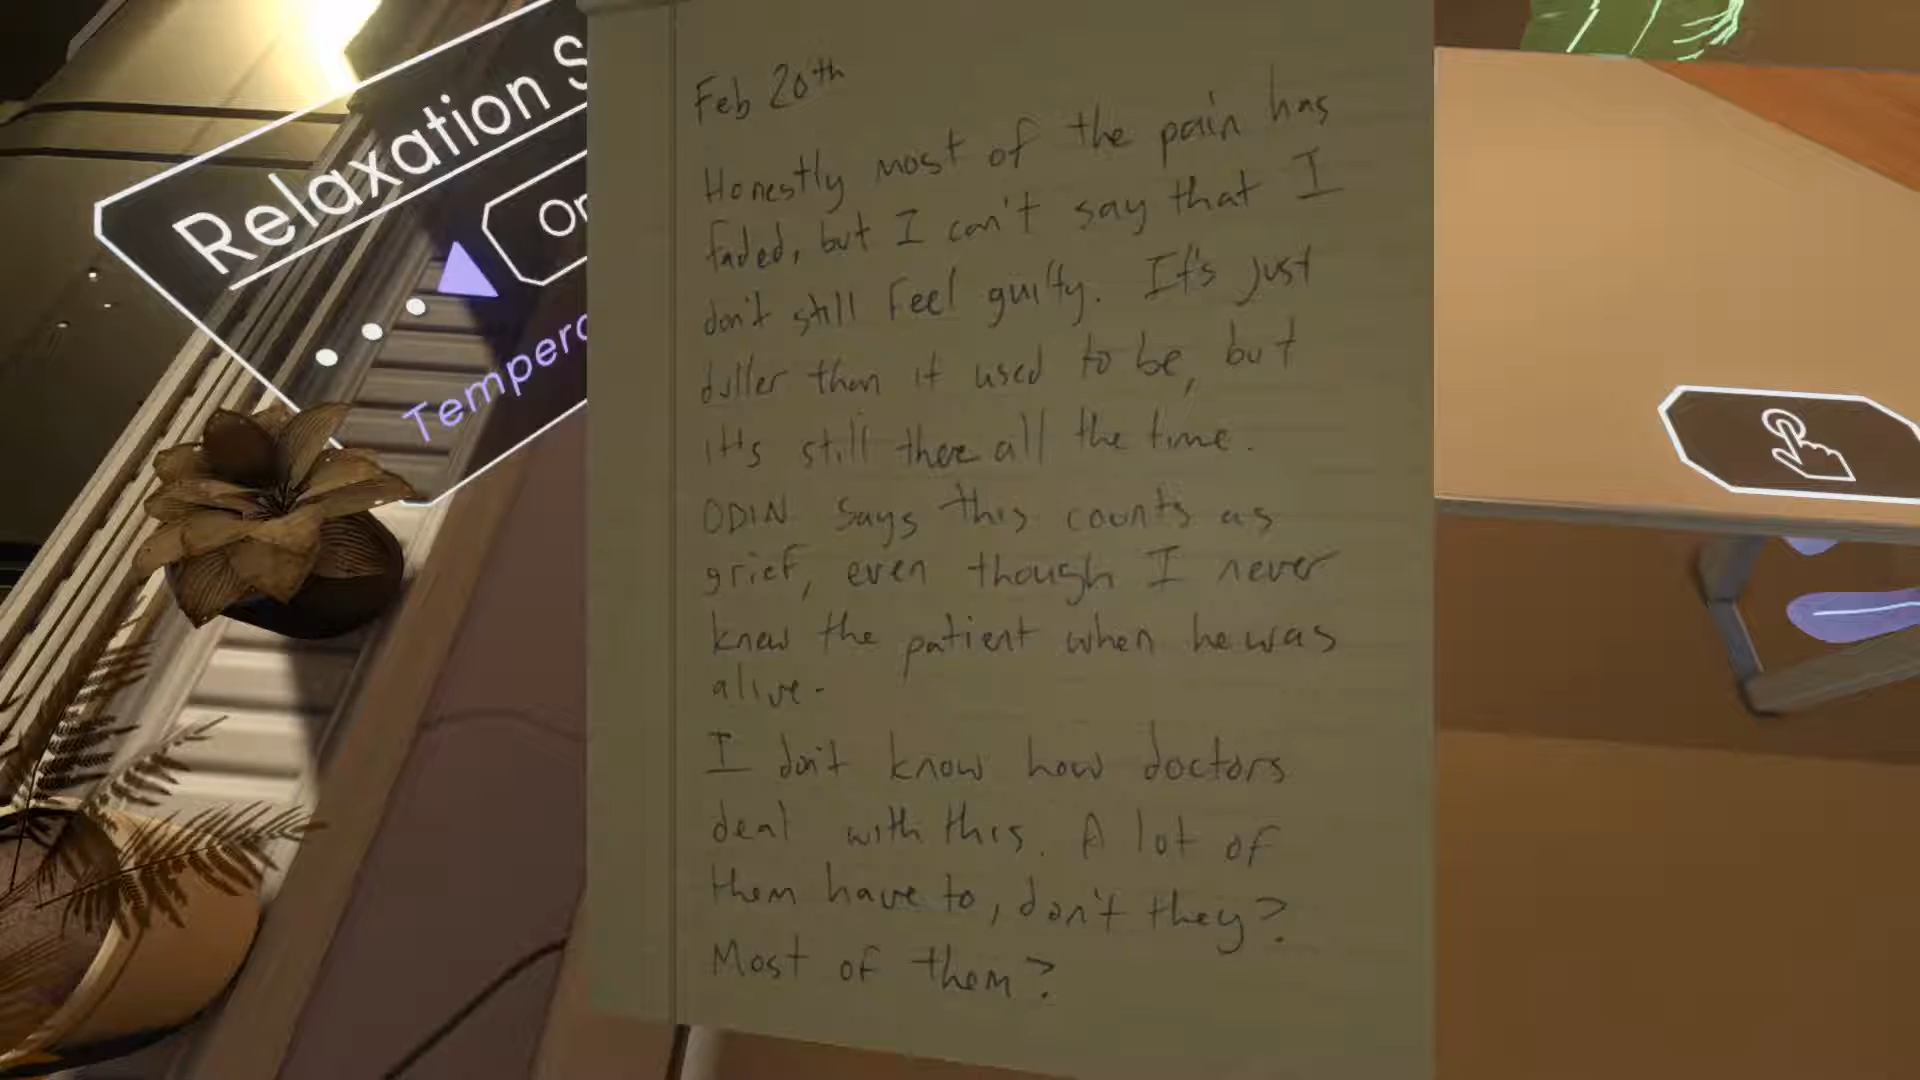 Relaxation S
On
Tempera
Feb 20th
Honestly most of the pain has
faded, but I can't say that I
don't still feel guilty. It's just
duller than it used to be, but
it's still there all the time.
ODIN says this counts as
grief, even though I never
knew the patient when he was
alive.
I don't know how doctors
deal with this. A lot of
them have to, don't they?
Most of them?